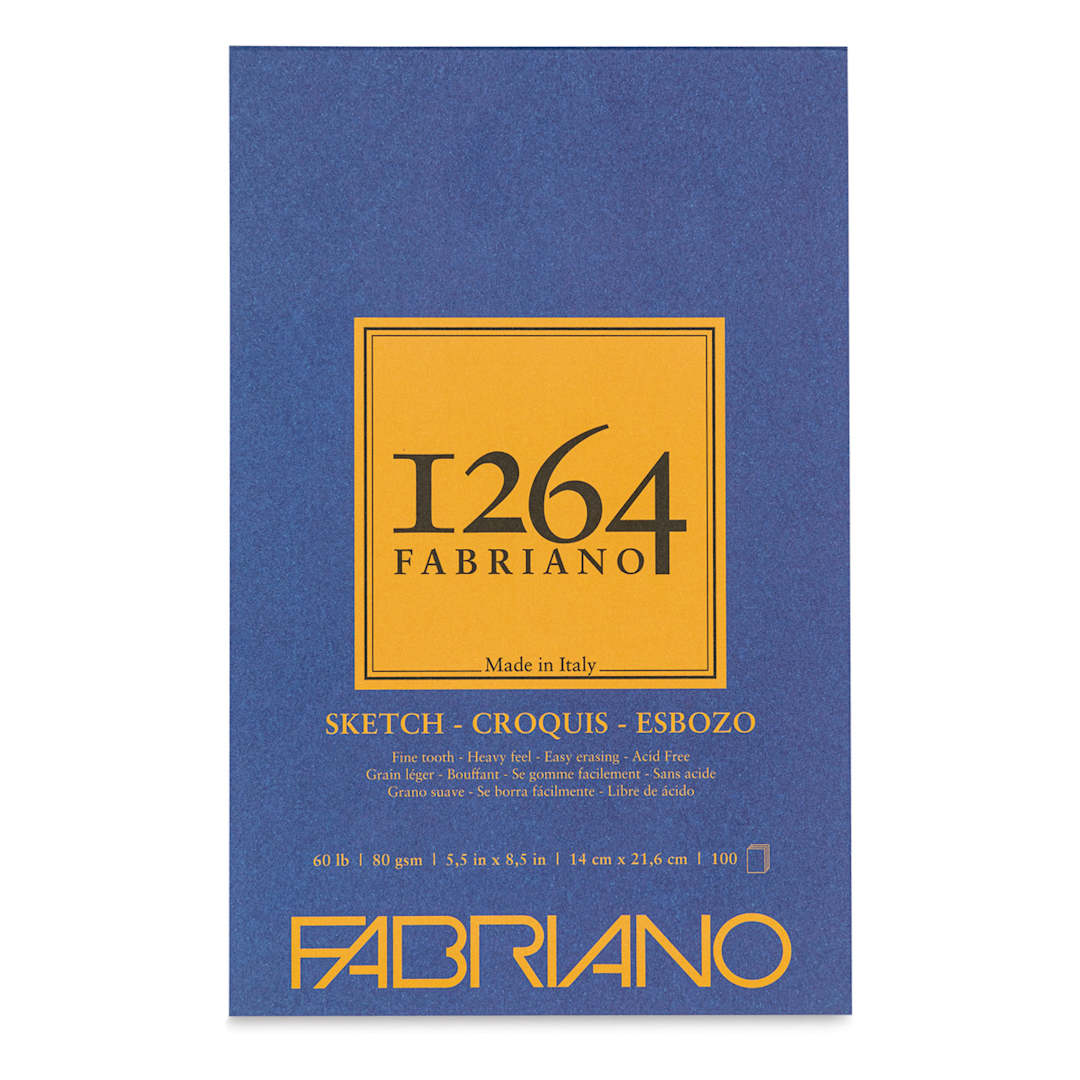 1264
FABRIANO
Made in Italy
SKETCH - CROQUIS - ESBOZO
Fine tooth - Heavy feel - Easy erasing - Acid Free
Grain léger - Bouffant - Se gomme facilement - Sans acide
Grano suave - Se borra fácilmente - Libre de ácido
60 lb | 80 gsm | 5,5 in x 8,5 in | 14 cm x 21,6 cm | 100
FABRIANO